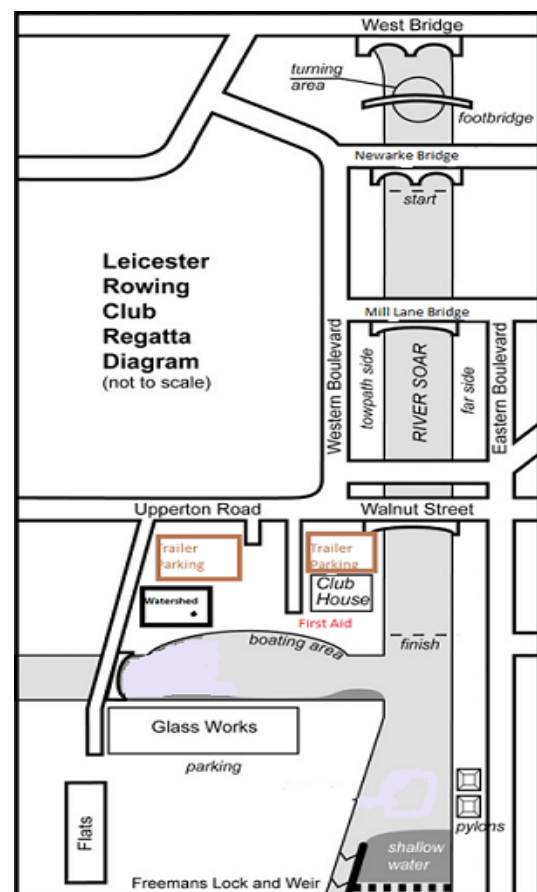 West Bridge
turning
area
footbridge
Newarke Bridge
start
Leicester
Rowing
Club
Regatta
Diagram
(not to scale)
Mill Lane Bridge
Western Boulevard
towpath side
RIVER SOAR
far side
Eastern Boulevard
Upperton Road
Walnut Street
Trailer
Parking
Trailer
Parking
Club
House
Watershed
First Aid
boating area
finish
Glass Works
parking
Flats
pylons
shallow
water
Freemans Lock and Weir